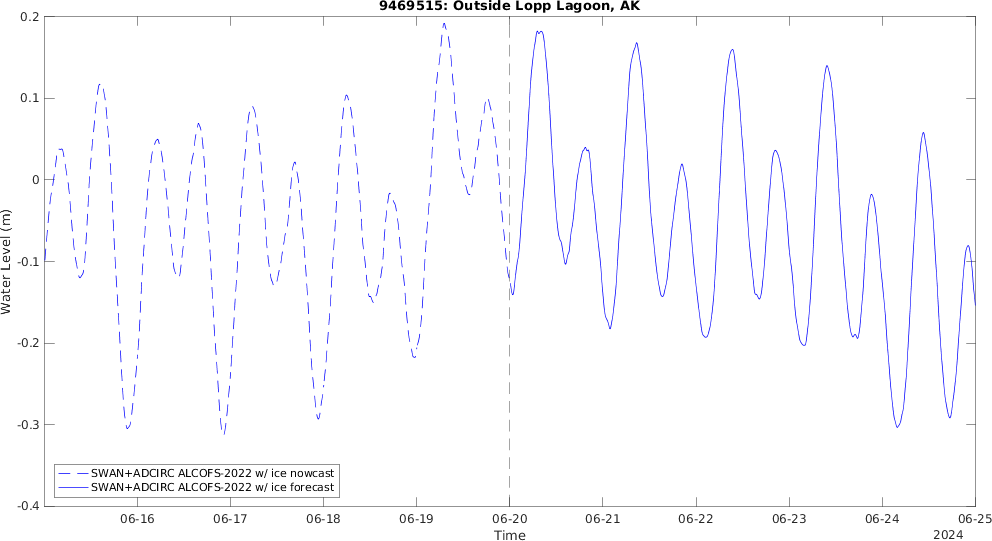 9469515: Outside Lopp Lagoon, AK
0.2
0.1
0
-0.1
-0.2
-0.3
-0.4
Water Level (m)
SWAN+ADCIRC ALCOFS-2022 w/ ice nowcast
SWAN+ADCIRC ALCOFS-2022 w/ ice forecast
06-16 06-17 06-18 06-19 06-20 06-21 06-22 06-23 06-24 06-25
Time
2024